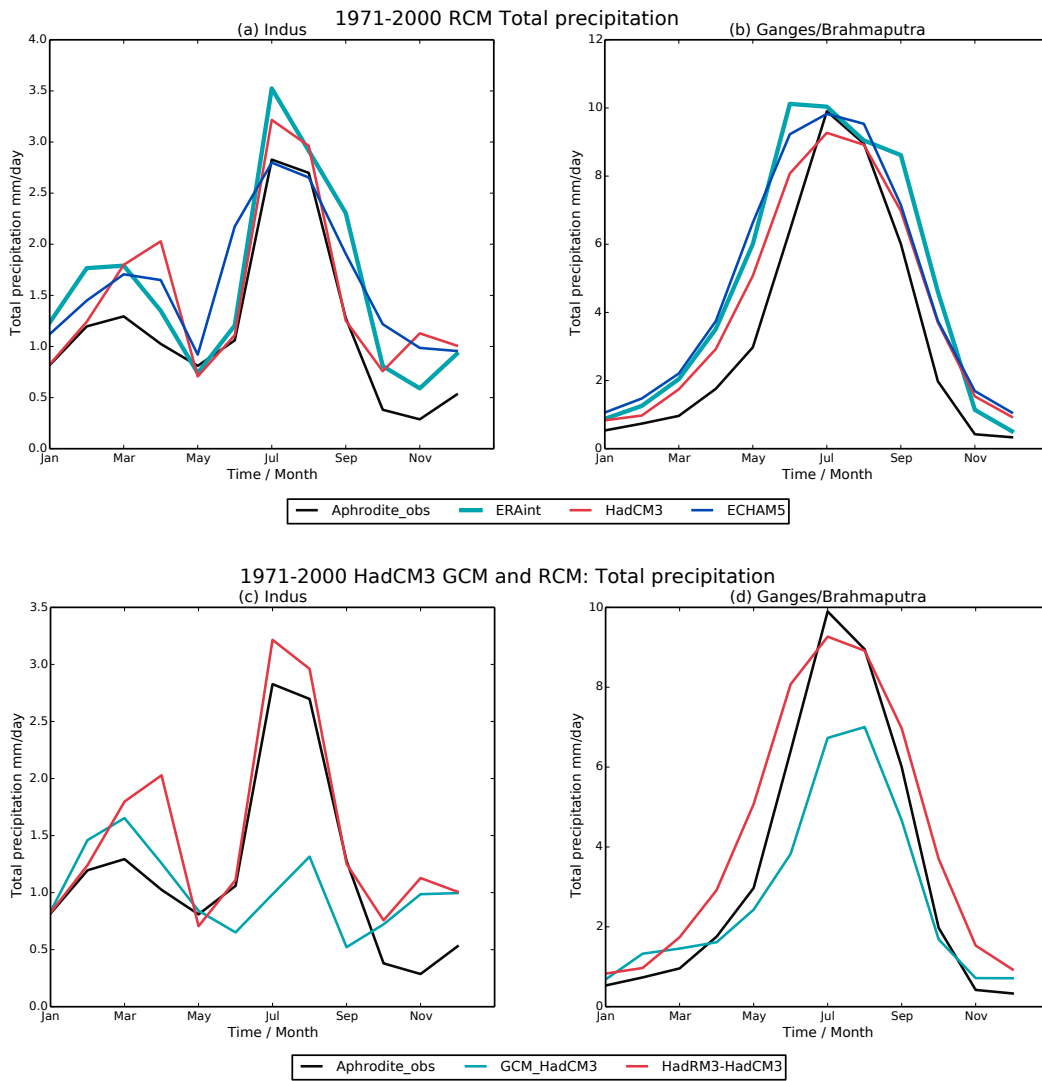 1971-2000 RCM Total precipitation
(a) Indus
Total precipitation mm/day
4.0
3.5
3.0
2.5
2.0
1.5
1.0
0.5
0.0
Jan Mar May Jul Sep Nov
Time / Month
(b) Ganges/Brahmaputra
Total precipitation mm/day
12
10
8
6
4
2
0
Jan Mar May Jul Sep Nov
Time / Month
Aphrodite_obs ERAint HadCM3 ECHAM5
1971-2000 HadCM3 GCM and RCM: Total precipitation
(c) Indus
Total precipitation mm/day
3.5
3.0
2.5
2.0
1.5
1.0
0.5
0.0
Jan Mar May Jul Sep Nov
Time / Month
(d) Ganges/Brahmaputra
Total precipitation mm/day
10
8
6
4
2
0
Jan Mar May Jul Sep Nov
Time / Month
Aphrodite_obs GCM_HadCM3 HadRM3-HadCM3